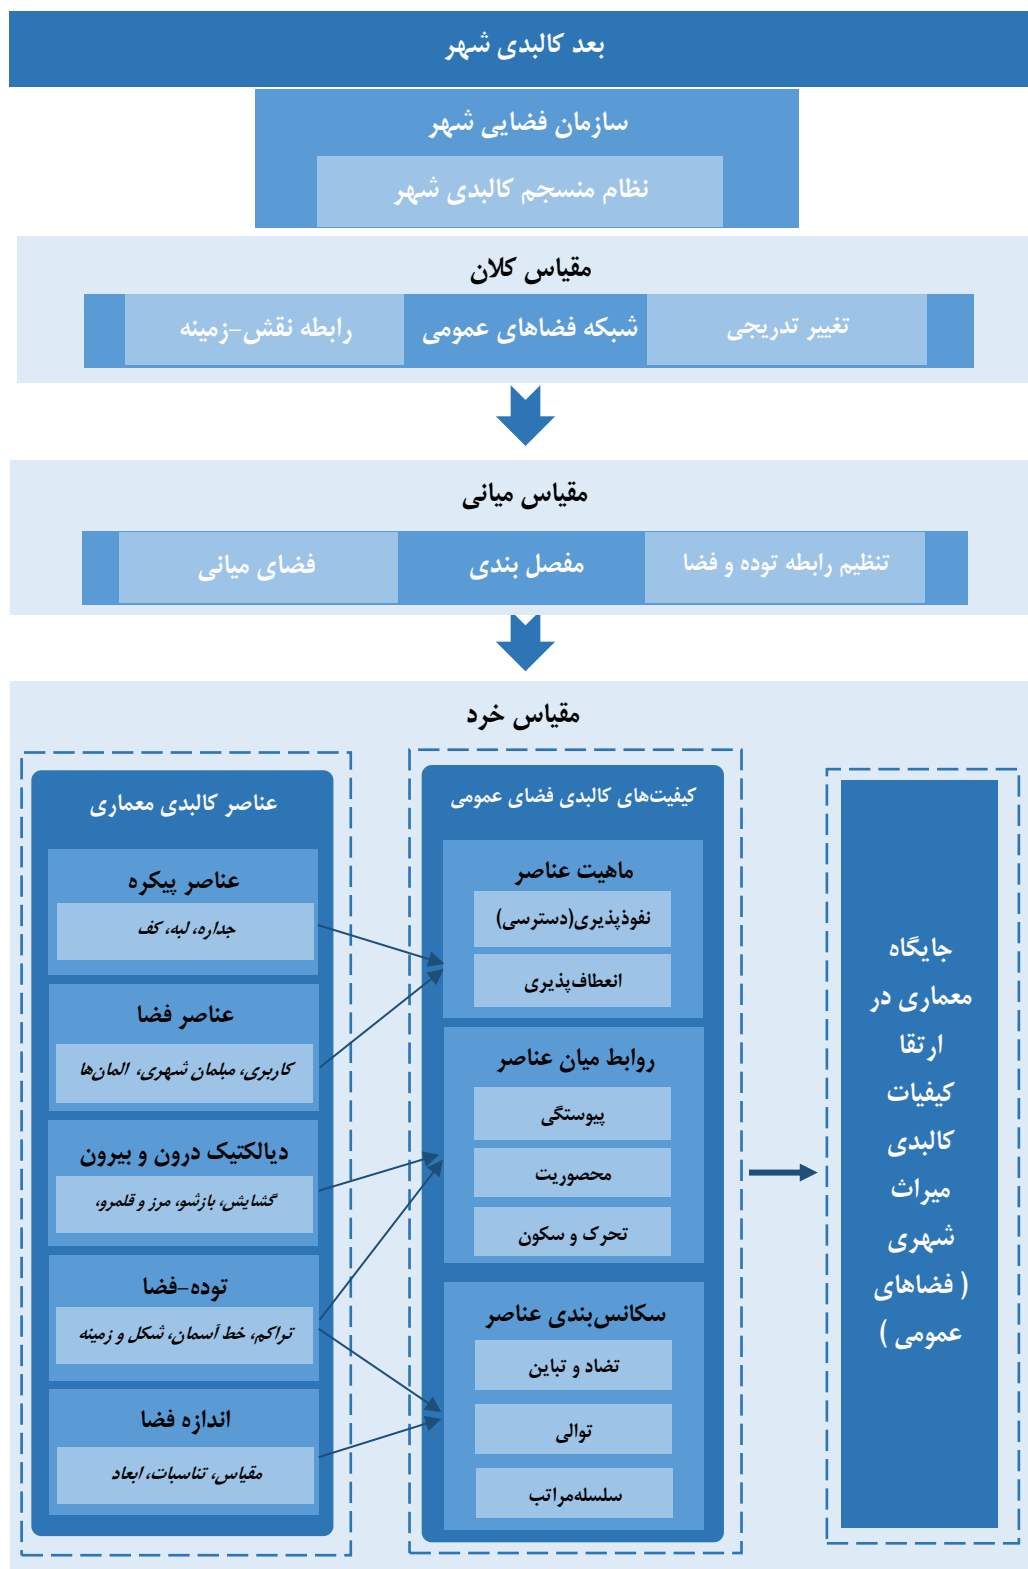 بعد کالبدی شهر
سازمان فضایی شهر
نظام منسجم کالبدی شهر
مقیاس کلان
تغییر تدریجی
شبکه فضاهای عمومی
رابطه نقش-زمینه
مقیاس میانی
تنظیم رابطه توده و فضا
مفصل بندی
فضای میانی
مقیاس خرد
عناصر کالبدی معماری
عناصر پیکره
جداره، لبه، کف
عناصر فضا
کاربری، مبلمان شهری، المان‌ها
دیالکتیک درون و بیرون
گشایش، بازشو، مرز و قلمرو،
توده-فضا
تراکم، خط آسمان، شکل و زمینه
اندازه فضا
مقیاس، تناسبات، ابعاد
کیفیت‌های کالبدی فضای عمومی
ماهیت عناصر
نفوذپذیری(دسترسی)
انعطاف‌پذیری
روابط میان عناصر
پیوستگی
محصوریت
تحرک و سکون
سکانس‌بندی عناصر
تضاد و تباین
توالی
سلسله‌مراتب
جایگاه
معماری در
ارتقا
کیفیات
کالبدی
میراث
شهری
( فضاهای
عمومی )